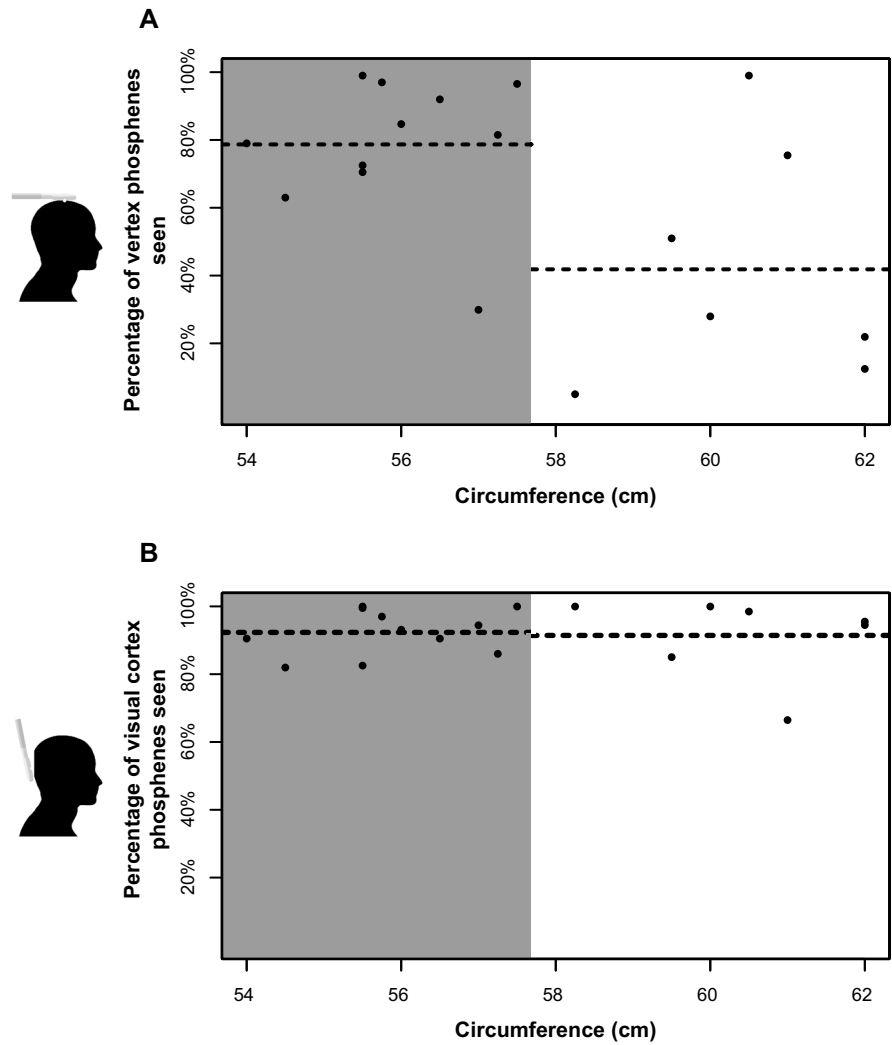 A
Percentage of vertex phosphenes
seen
100%
80%
60%
40%
20%
54 56 58 60 62
Circumference (cm)
B
Percentage of visual cortex
phosphenes seen
100%
80%
60%
40%
20%
54 56 58 60 62
Circumference (cm)